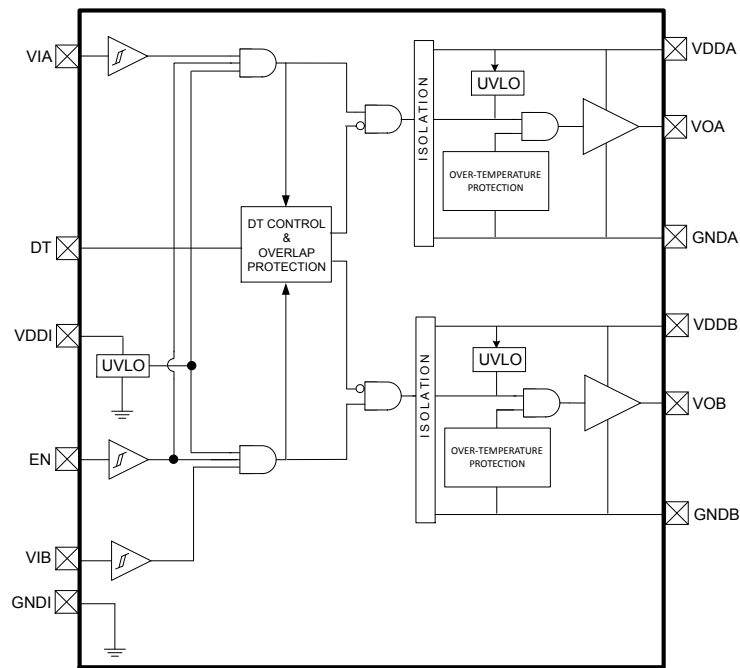 VIA
DT
VDDI
EN
VIB
GNDI
UVLO
DT CONTROL
&
OVERLAP
PROTECTION
ISOLATION
UVLO
OVER-TEMPERATURE
PROTECTION
VDDA
VOA
GNDA
ISOLATION
UVLO
OVER-TEMPERATURE
PROTECTION
VDDB
VOB
GNDB